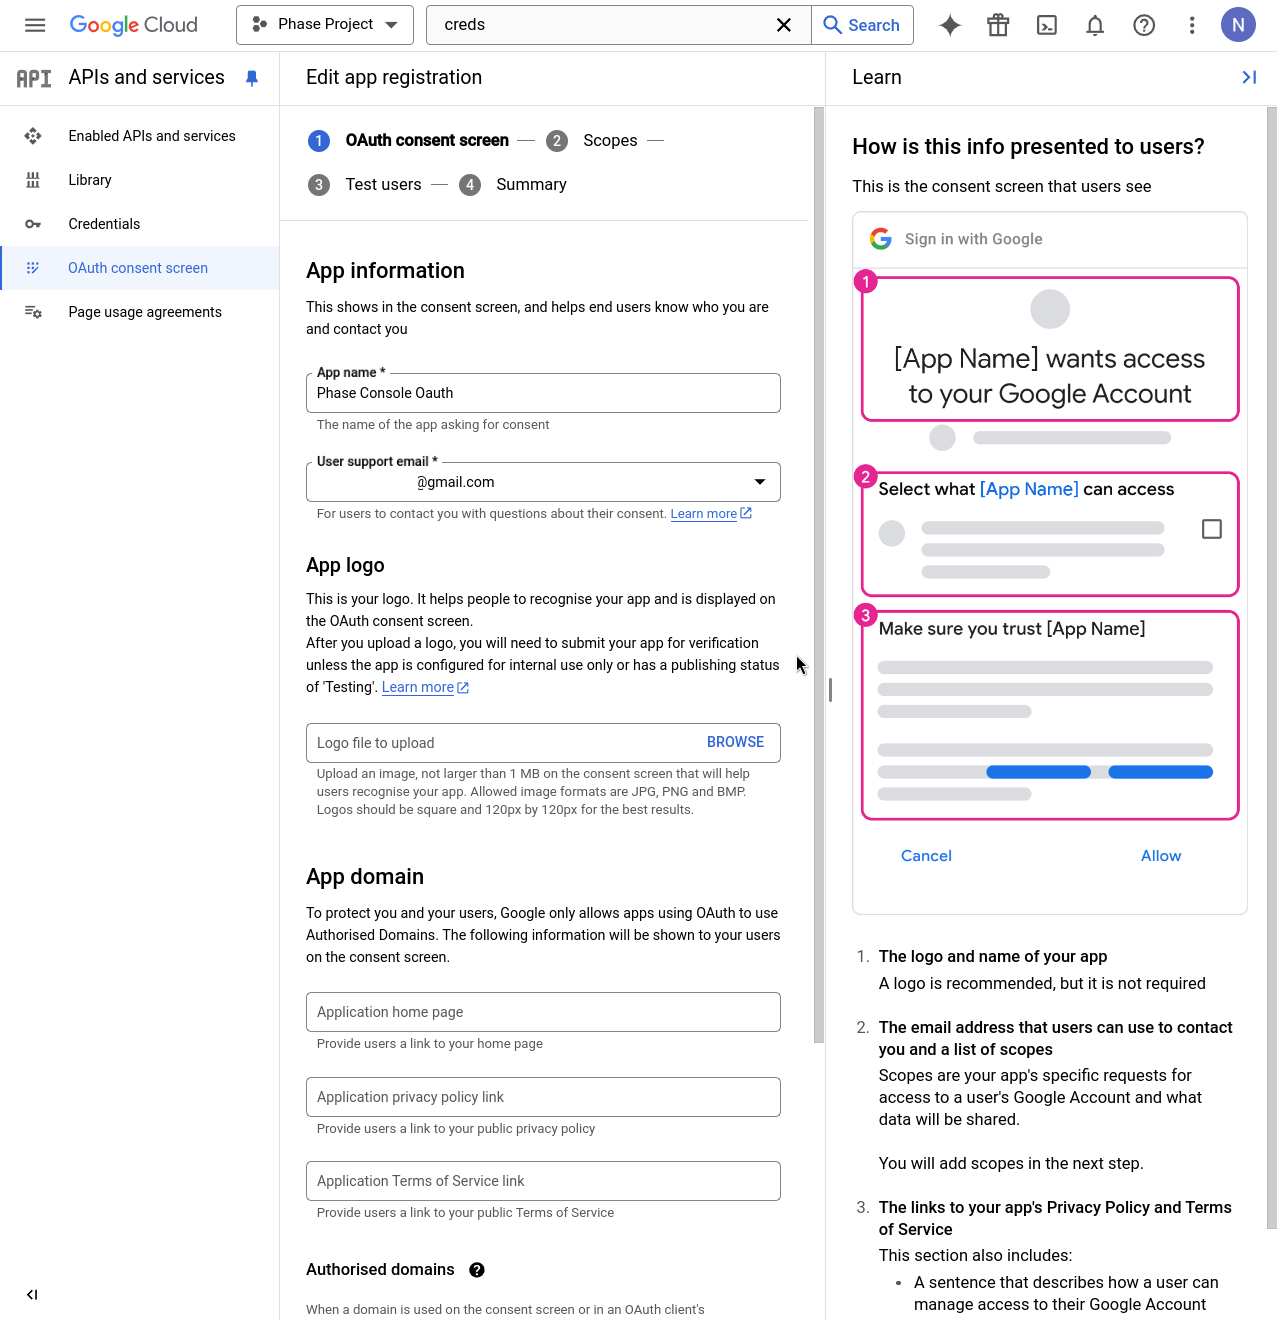 Google Cloud
Phase Project
creds
Search
N
API APIs and services
Enabled APIs and services
Library
Credentials
OAuth consent screen
Page usage agreements
Edit app registration
1 OAuth consent screen — 2 Scopes —
3 Test users — 4 Summary
App information
This shows in the consent screen, and helps end users know who you are
and contact you
App name *
Phase Console Oauth
The name of the app asking for consent
User support email *
@gmail.com
For users to contact you with questions about their consent. Learn more
App logo
This is your logo. It helps people to recognise your app and is displayed on
the OAuth consent screen.
After you upload a logo, you will need to submit your app for verification
unless the app is configured for internal use only or has a publishing status
of 'Testing'. Learn more
Logo file to upload
BROWSE
Upload an image, not larger than 1 MB on the consent screen that will help
users recognise your app. Allowed image formats are JPG, PNG and BMP.
Logos should be square and 120px by 120px for the best results.
App domain
To protect you and your users, Google only allows apps using OAuth to use
Authorised Domains. The following information will be shown to your users
on the consent screen.
Application home page
Provide users a link to your home page
Application privacy policy link
Provide users a link to your public privacy policy
Application Terms of Service link
Provide users a link to your public Terms of Service
Authorised domains ?
When a domain is used on the consent screen or in an OAuth client's
Learn
How is this info presented to users?
This is the consent screen that users see
G Sign in with Google
1
[App Name] wants access
to your Google Account
2
Select what [App Name] can access
3
Make sure you trust [App Name]
Cancel
Allow
1. The logo and name of your app
A logo is recommended, but it is not required
2. The email address that users can use to contact
you and a list of scopes
Scopes are your app's specific requests for
access to a user's Google Account and what
data will be shared.
You will add scopes in the next step.
3. The links to your app's Privacy Policy and Terms
of Service
This section also includes:
• A sentence that describes how a user can
manage access to their Google Account